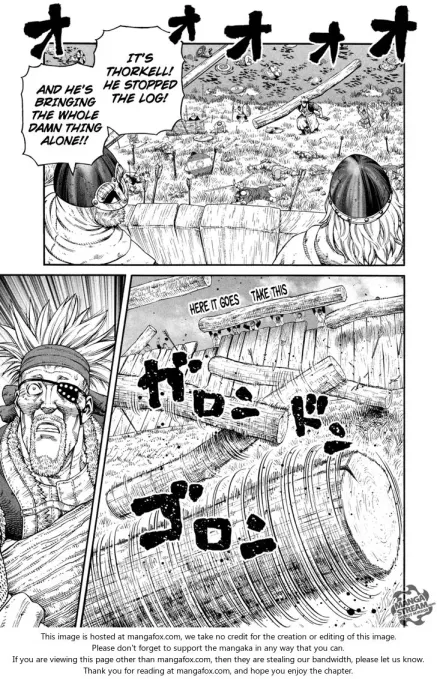 オ オ オ オ オ
IT'S
THORKELL!
HE STOPPED
THE LOG!
AND HE'S
BRINGING
THE WHOLE
DAMN THING
ALONE!!
HERE IT GOES
TAKE THIS
ガロン
ドン
ゴロン
MANGA
STREAM
This image is hosted at mangafox.com, we take no credit for the creation or editing of this image.
Please don't forget to support the mangaka in any way that you can.
If you are viewing this page other than mangafox.com, then they are stealing our bandwidth, please let us know.
Thank you for reading at mangafox.com, and hope you enjoy the chapter.